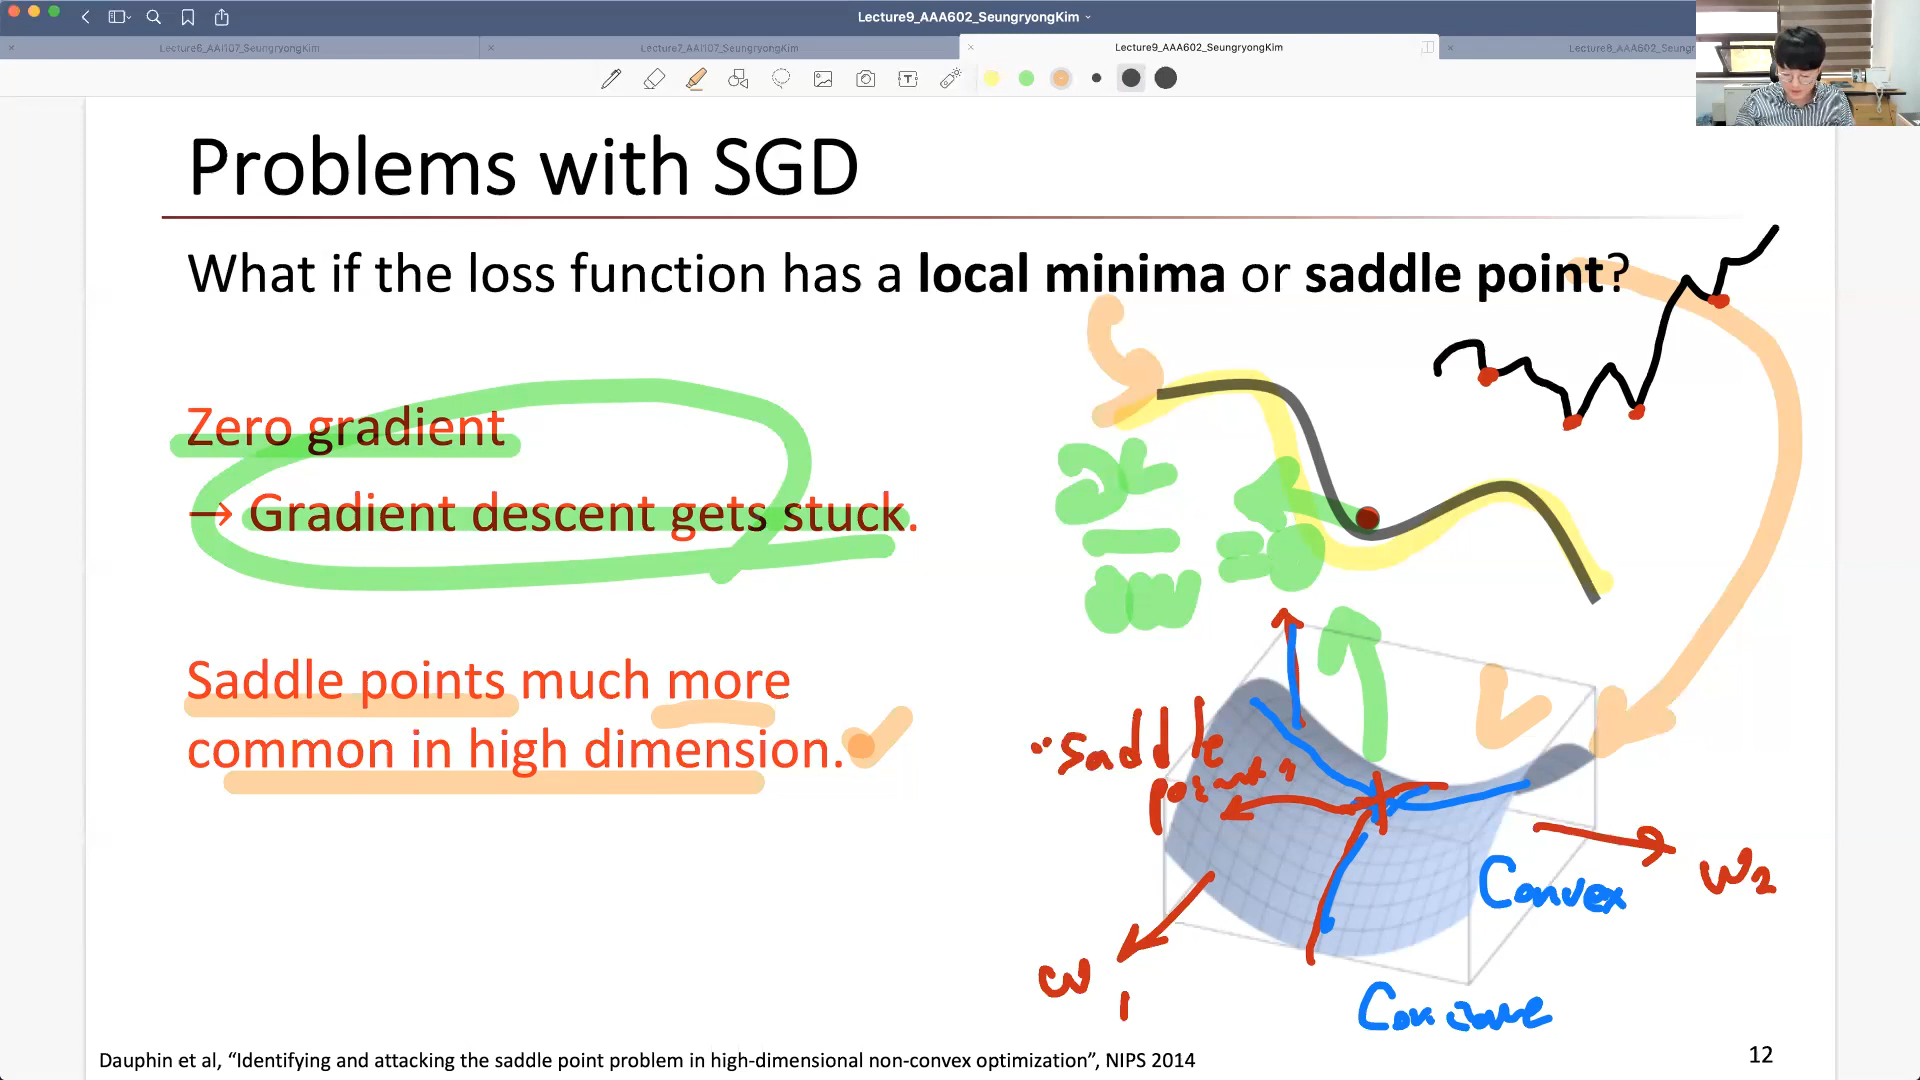 Lecture9_AAA602_SeungryongKim
Lecture6_AAI107_SeungryongKim
Lecture7_AAI107_SeungryongKim
Lecture9_AAA602_SeungryongKim
Lecture8_AAA602_Seungr
Problems with SGD
What if the loss function has a local minima or saddle point?
Zero gradient
→ Gradient descent gets stuck.
∂L
∂W
=0
Saddle points much more
common in high dimension.
"Saddle
point"
W2
Convex
W1
Concave
Dauphin et al, “Identifying and attacking the saddle point problem in high-dimensional non-convex optimization”, NIPS 2014
12